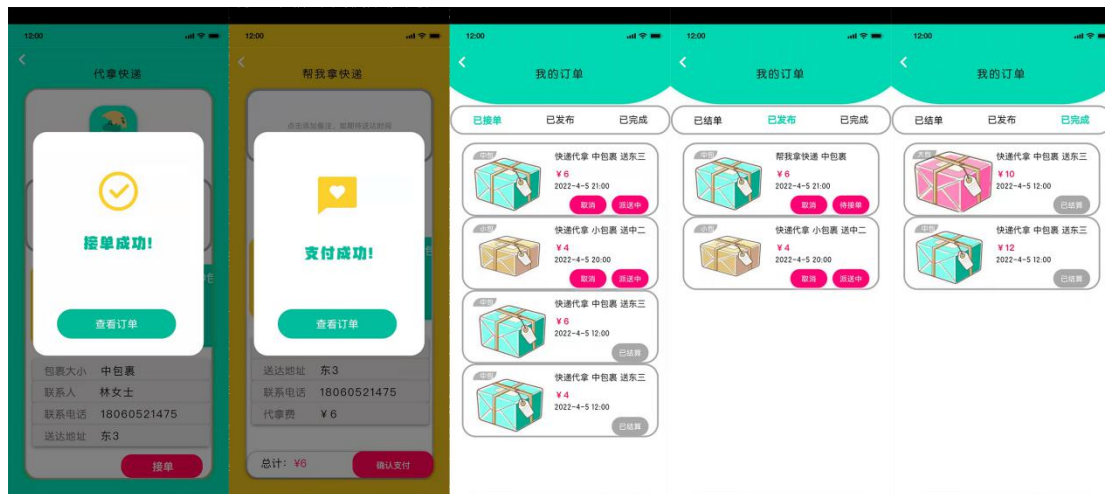 12:00
代拿快递
接单成功!
查看订单
包裹大小 中包裹
联系人 林女士
联系电话 18060521475
送达地址 东3
接单
12:00
帮我拿快递
支付成功!
查看订单
送达地址 东3
联系电话 18060521475
代拿费 ¥6
总计: ¥6
确认支付
12:00
我的订单
已接单 已发布 已完成
中包
快递代拿 中包裹 送东三
¥6
2022-4-5 21:00
取消 派送中
小包
快递代拿 小包裹 送中二
¥4
2022-4-5 20:00
取消 派送中
中包
快递代拿 中包裹 送东三
¥6
2022-4-5 12:00
已结算
中包
快递代拿 中包裹 送东三
¥4
2022-4-5 12:00
已结算
12:00
我的订单
已结单 已发布 已完成
中包
帮我拿快递 中包裹
¥6
2022-4-5 21:00
取消 待接单
小包
快递代拿 小包裹 送中二
¥4
2022-4-5 20:00
取消 派送中
12:00
我的订单
已结单 已发布 已完成
大包
快递代拿 中包裹 送东三
¥10
2022-4-5 12:00
已结算
中包
快递代拿 中包裹 送东三
¥12
2022-4-5 12:00
已结算